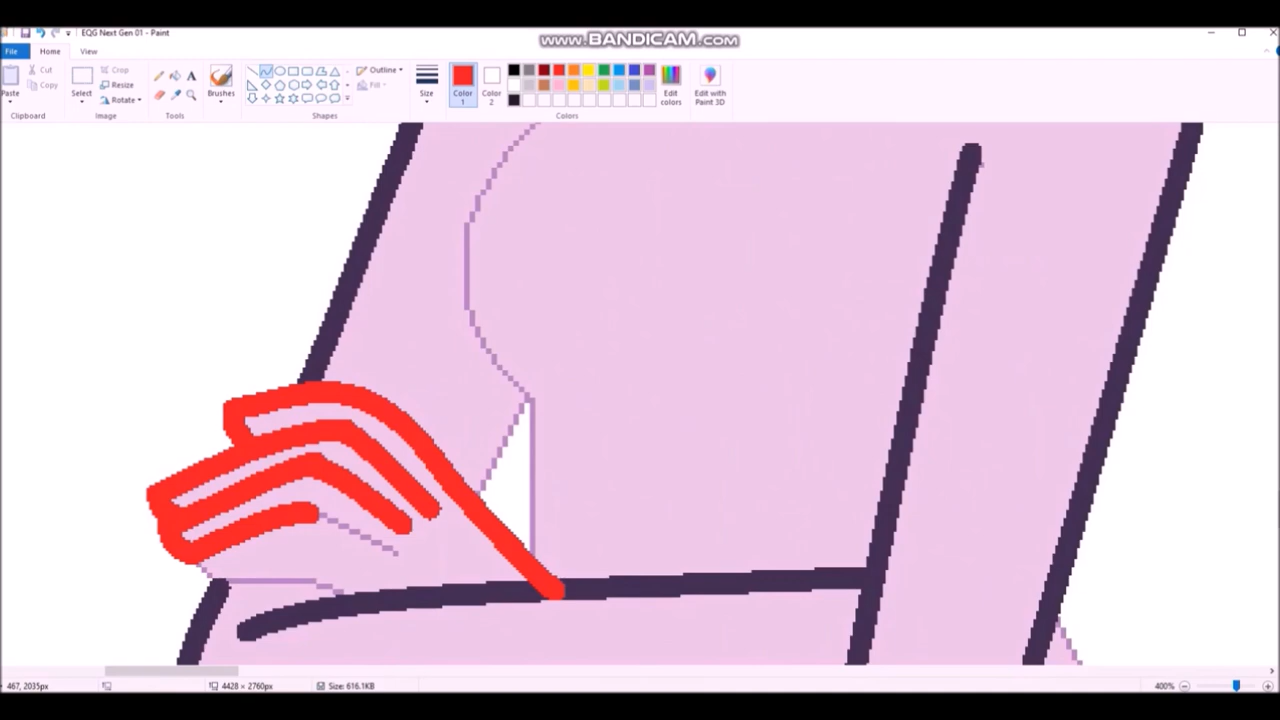 EQG Next Gen 01 - Paint
www.BANDICAM.com
File
Home
View
Paste
Cut
Copy
Clipboard
Select
Crop
Resize
Rotate
Image
A
Tools
Brushes
Outline
Fill
Shapes
Size
Color 1
Color 2
Edit colors
Edit with Paint 3D
Colors
467, 2035px
4428 × 2760px
Size: 616.1KB
400%